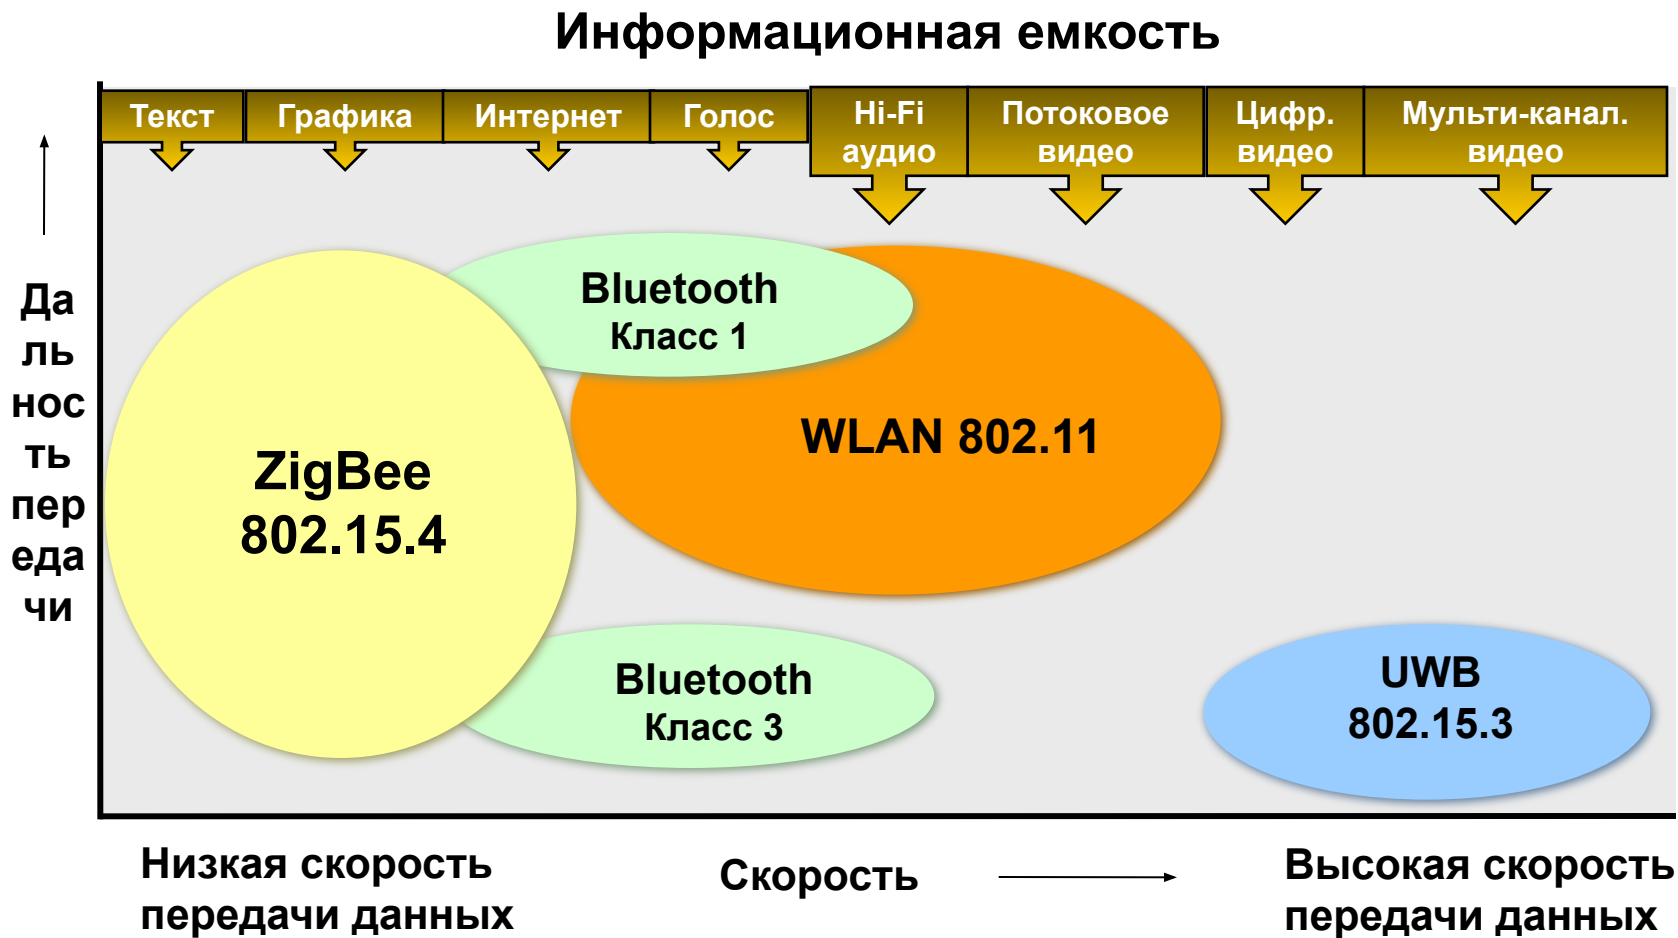 Информационная емкость
Текст
Графика
Интернет
Голос
Hi-Fi
аудио
Потоковое
видео
Цифр.
видео
Мульти-канал.
видео
Да
ль
нос
ть
пер
еда
чи
Bluetooth
Класс 1
WLAN 802.11
ZigBee
802.15.4
Bluetooth
Класс 3
UWB
802.15.3
Низкая скорость
передачи данных
Скорость
Высокая скорость
передачи данных